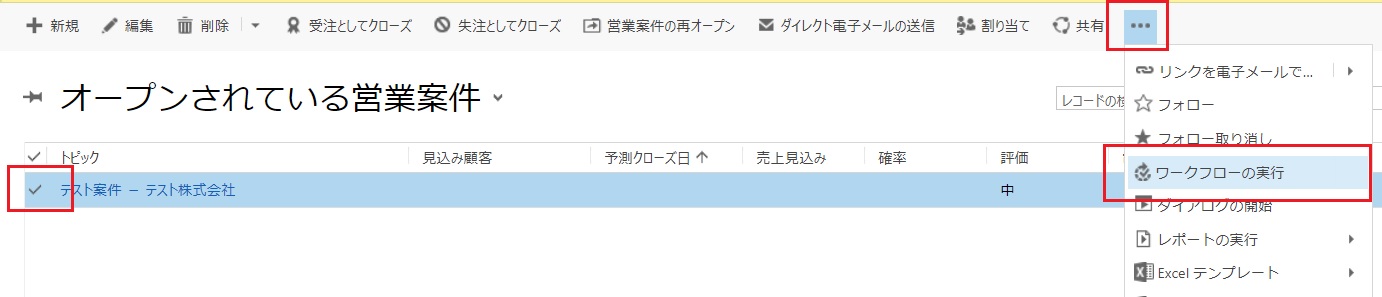 新規 編集 削除 受注としてクローズ 失注としてクローズ 営業案件の再オープン ダイレクト電子メールの送信 割り当て 共有 •••
リンクを電子メールで...
オープンされている営業案件
レコードの検
フォロー
フォロー取り消し
トピック 見込み顧客 予測クローズ日 売上見込み 確率 評価
ワークフローの実行
テスト案件 － テスト株式会社 中
ダイアログの開始
レポートの実行
Excel テンプレート